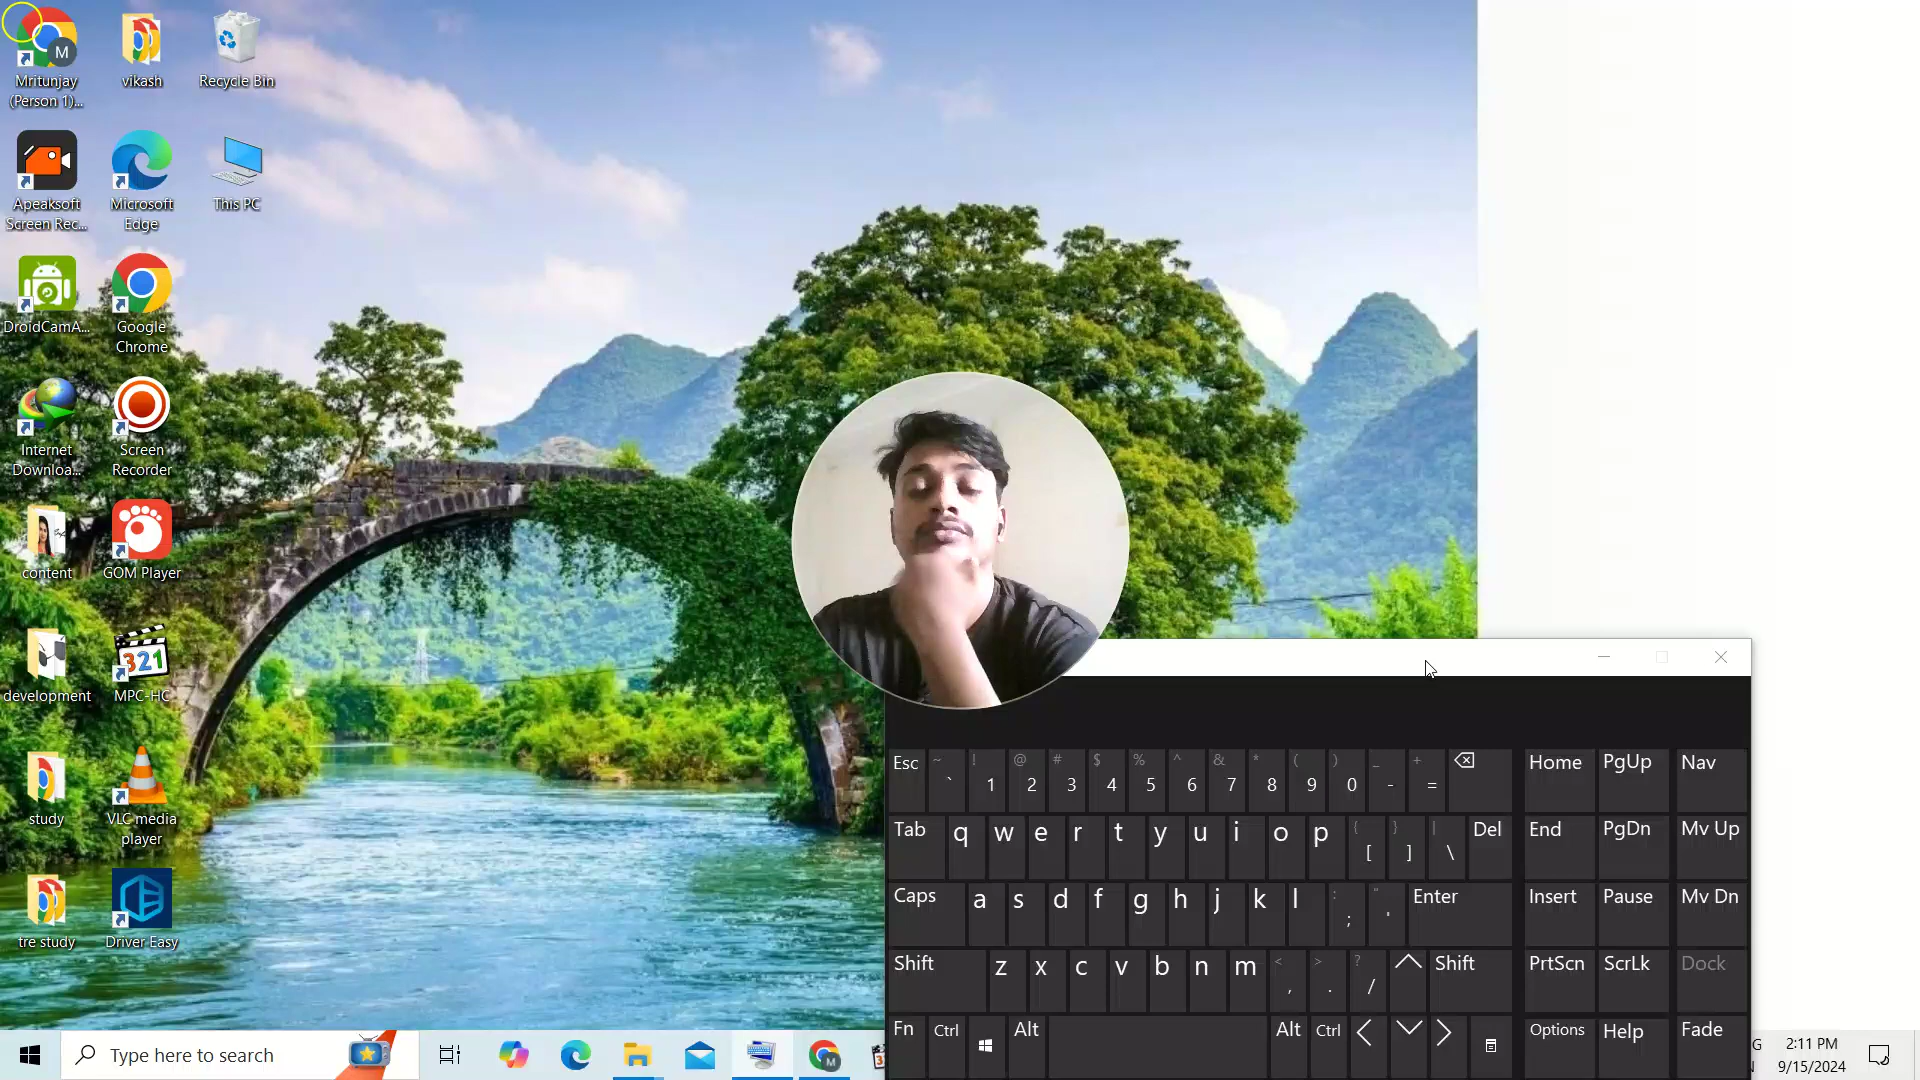 Mritunjay
(Person 1)...
vikash
Recycle Bin
Apeaksoft
Screen Rec...
Microsoft
Edge
This PC
DroidCamA...
Google
Chrome
Internet
Downloa...
Screen
Recorder
content
GOM Player
development
MPC-HC
321
study
VLC media
player
tre study
Driver Easy
M
Esc ~ ` ! 1 @ 2 # 3 $ 4 % 5 ^ 6 & 7 * 8 ( 9 ) 0 _ - + = Home PgUp Nav
Tab q w e r t y u i o p { [ } ] | \ Del End PgDn Mv Up
Caps a s d f g h j k l : ; " ' Enter Insert Pause Mv Dn
Shift z x c v b n m < , > . ? / Shift PrtScn ScrLk Dock
Fn Ctrl Alt Alt Ctrl Options Help Fade
Type here to search
M
2:11 PM
9/15/2024